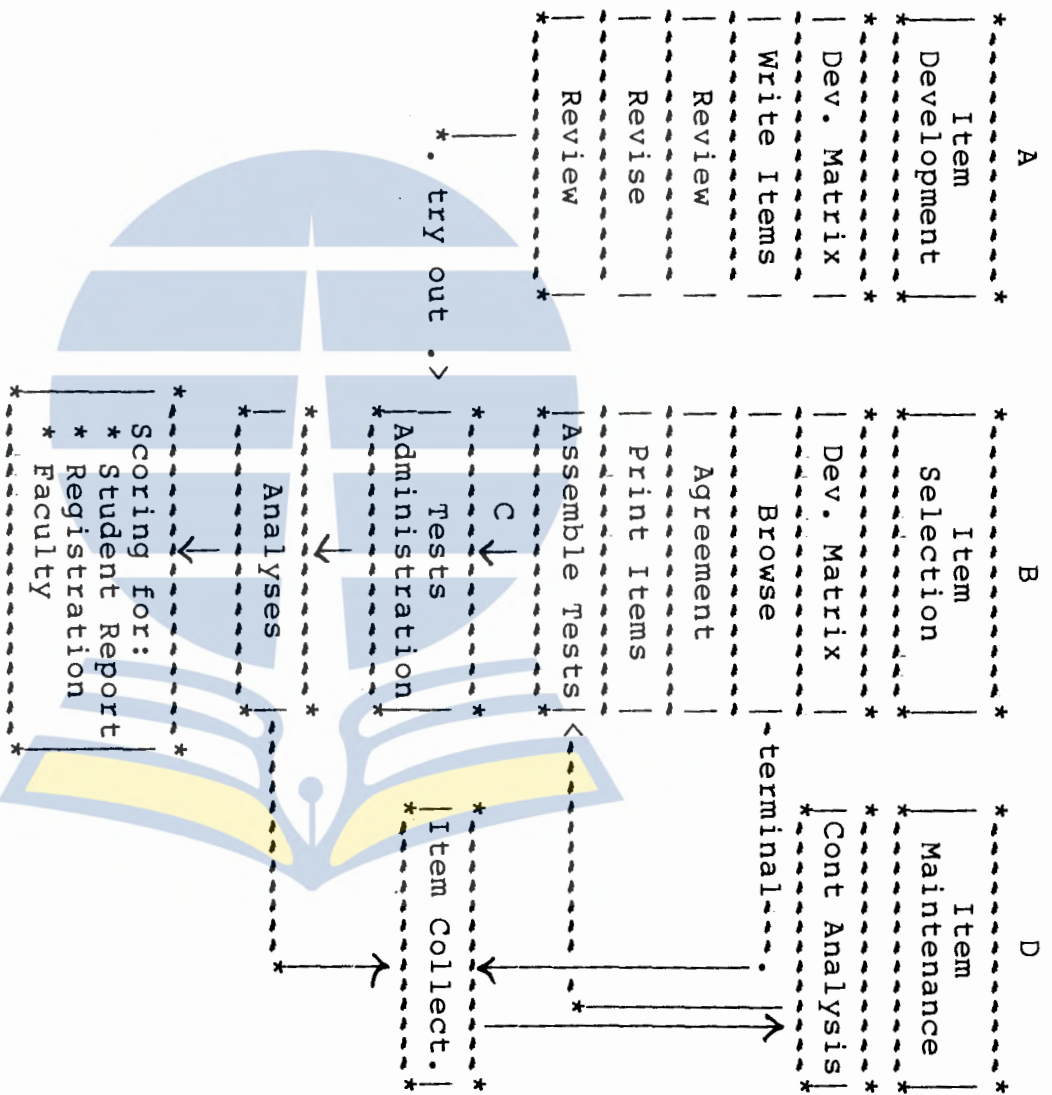 A
Item
Development
Dev. Matrix
Write Items
Review
Revise
Review
. try out .>
B
Item
Selection
Dev. Matrix
Browse
Agreement
Print Items
Assemble Tests
C
Tests
Administration
Analyses
Scoring for:
* Student Report
* Registration
* Faculty
terminal
D
Item
Maintenance
Cont Analysis
Item Collect.